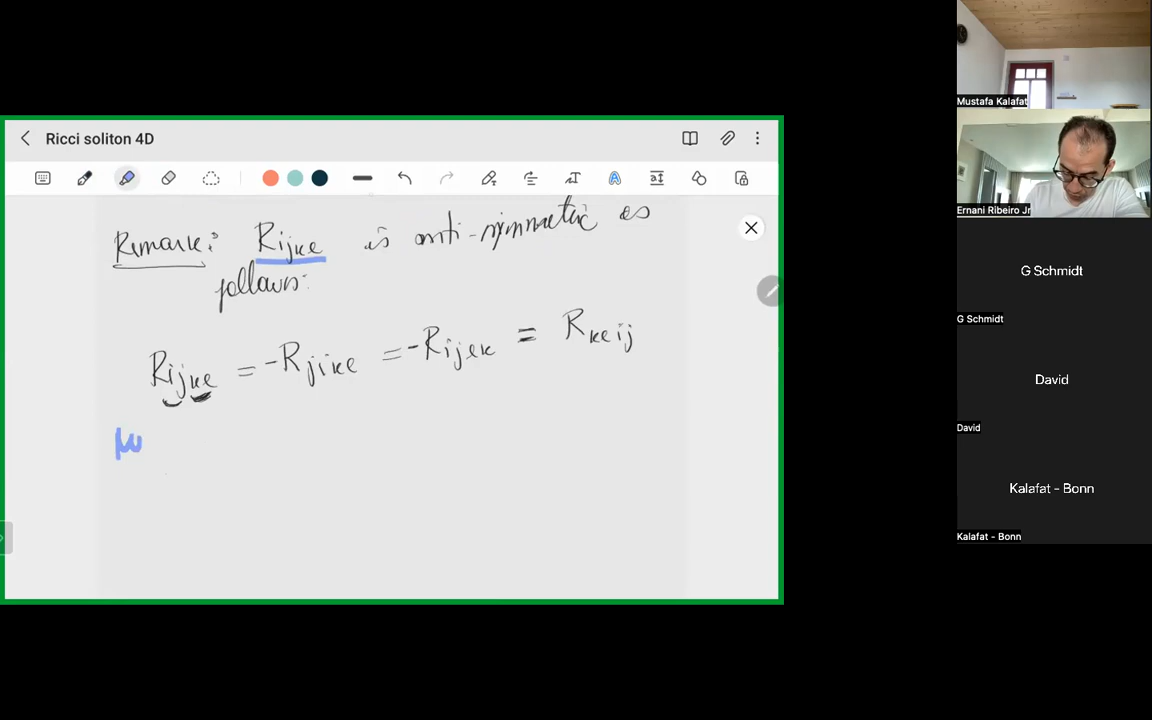 Ricci soliton 4D
Remark: Rijkl is anti-symmetric as
follows:
Rijkl = -Rjikl = -Rijlk = Rklij
Mustafa Kalafat
Ernani Ribeiro Jr
G Schmidt
G Schmidt
David
David
Kalafat - Bonn
Kalafat - Bonn